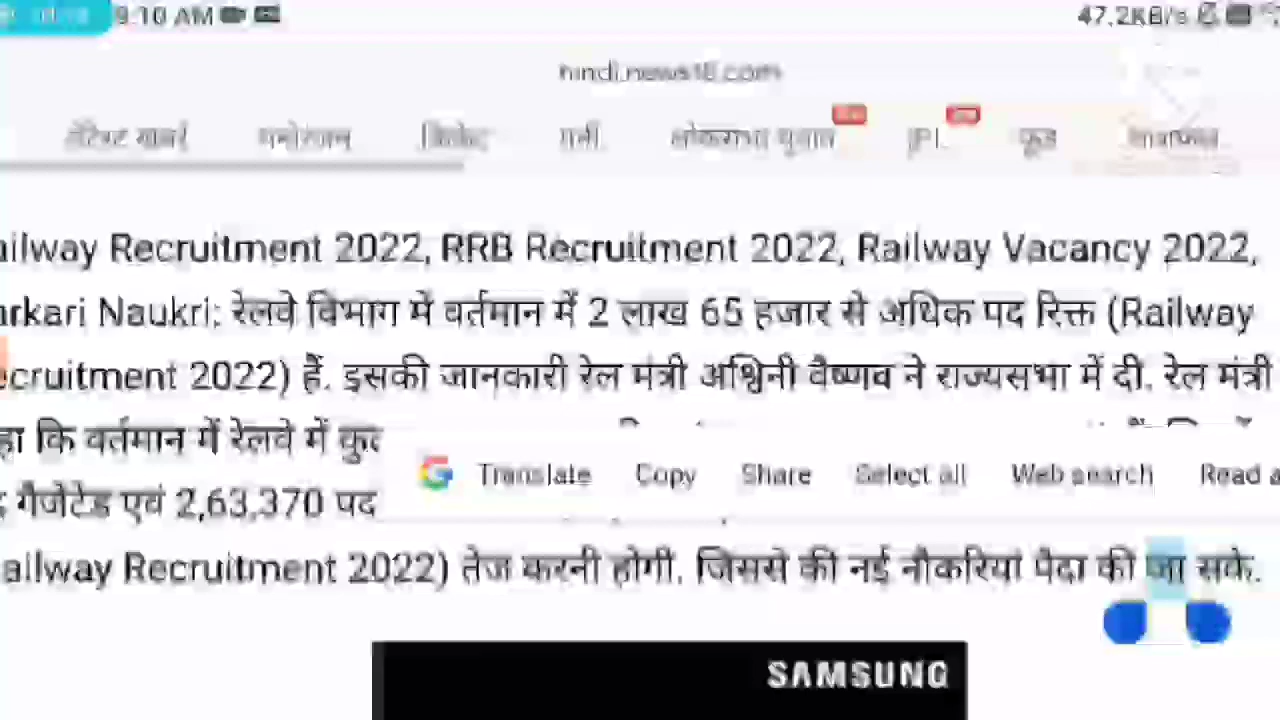 9:10 AM
47.2KB/s
hindi.news18.com
लेटेस्ट खबरें मनोरंजन क्रिकेट मनी लोकसभा चुनाव IPL फूड
ailway Recruitment 2022, RRB Recruitment 2022, Railway Vacancy 2022,
arkari Naukri: रेलवे विभाग में वर्तमान में 2 लाख 65 हजार से अधिक पद रिक्त (Railway
ecruitment 2022) हैं. इसकी जानकारी रेल मंत्री अश्विनी वैष्णव ने राज्यसभा में दी. रेल मंत्री
हा कि वर्तमान में रेलवे में कुल
Translate Copy Share Select all Web search Read a
गैजेटेड एवं 2,63,370 पद
ailway Recruitment 2022) तेज करनी होगी. जिससे की नई नौकरियां पैदा की जा सके.
SAMSUNG